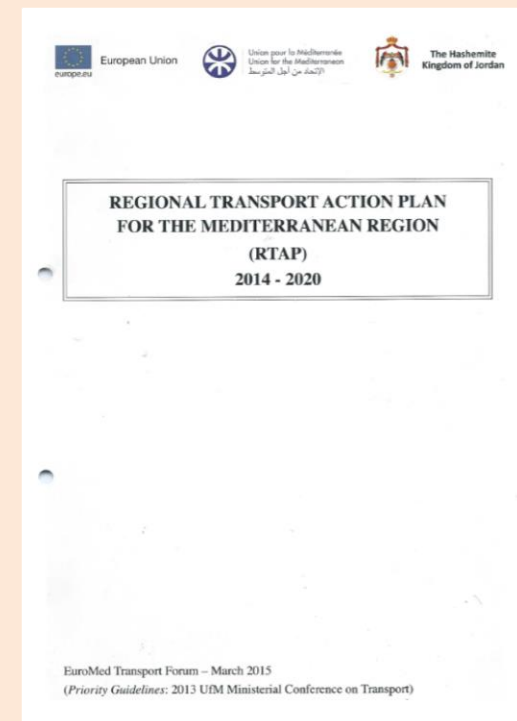 European Union
europe.eu
Union pour la Méditerranée
Union for the Mediterranean
الاتحاد من أجل المتوسط
The Hashemite
Kingdom of Jordan
REGIONAL TRANSPORT ACTION PLAN
FOR THE MEDITERRANEAN REGION
(RTAP)
2014 - 2020
EuroMed Transport Forum – March 2015
(Priority Guidelines: 2013 UfM Ministerial Conference on Transport)